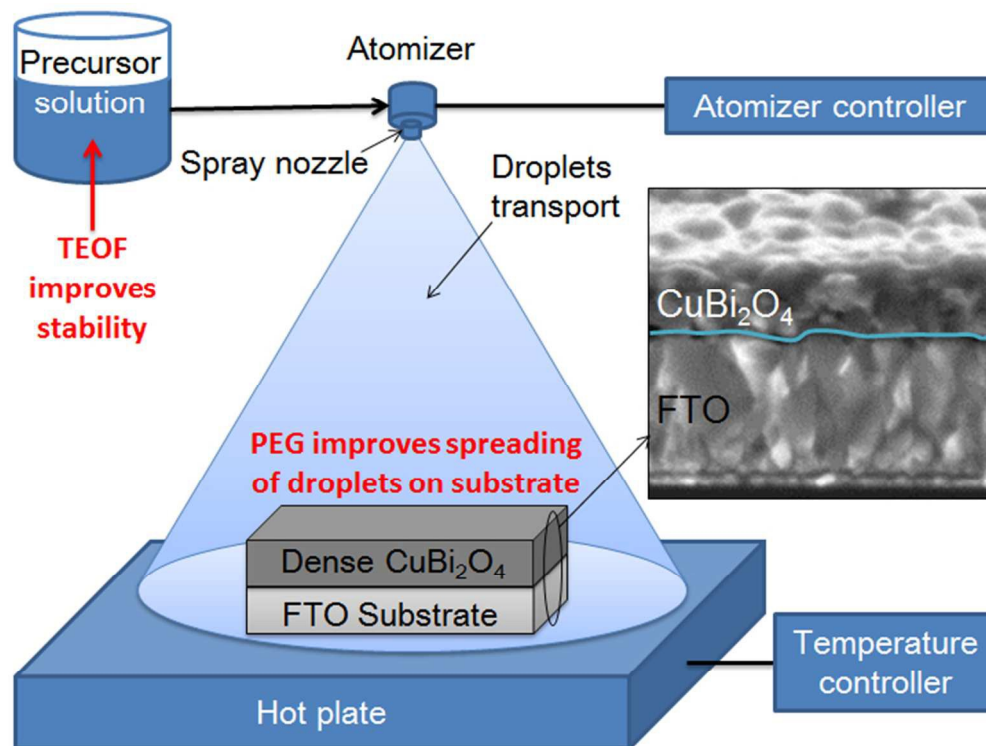 Precursor
solution
Atomizer
Atomizer controller
Spray nozzle
Droplets
transport
TEOF
improves
stability
CuBi₂O₄
FTO
PEG improves spreading
of droplets on substrate
Dense CuBi₂O₄
FTO Substrate
Temperature
controller
Hot plate